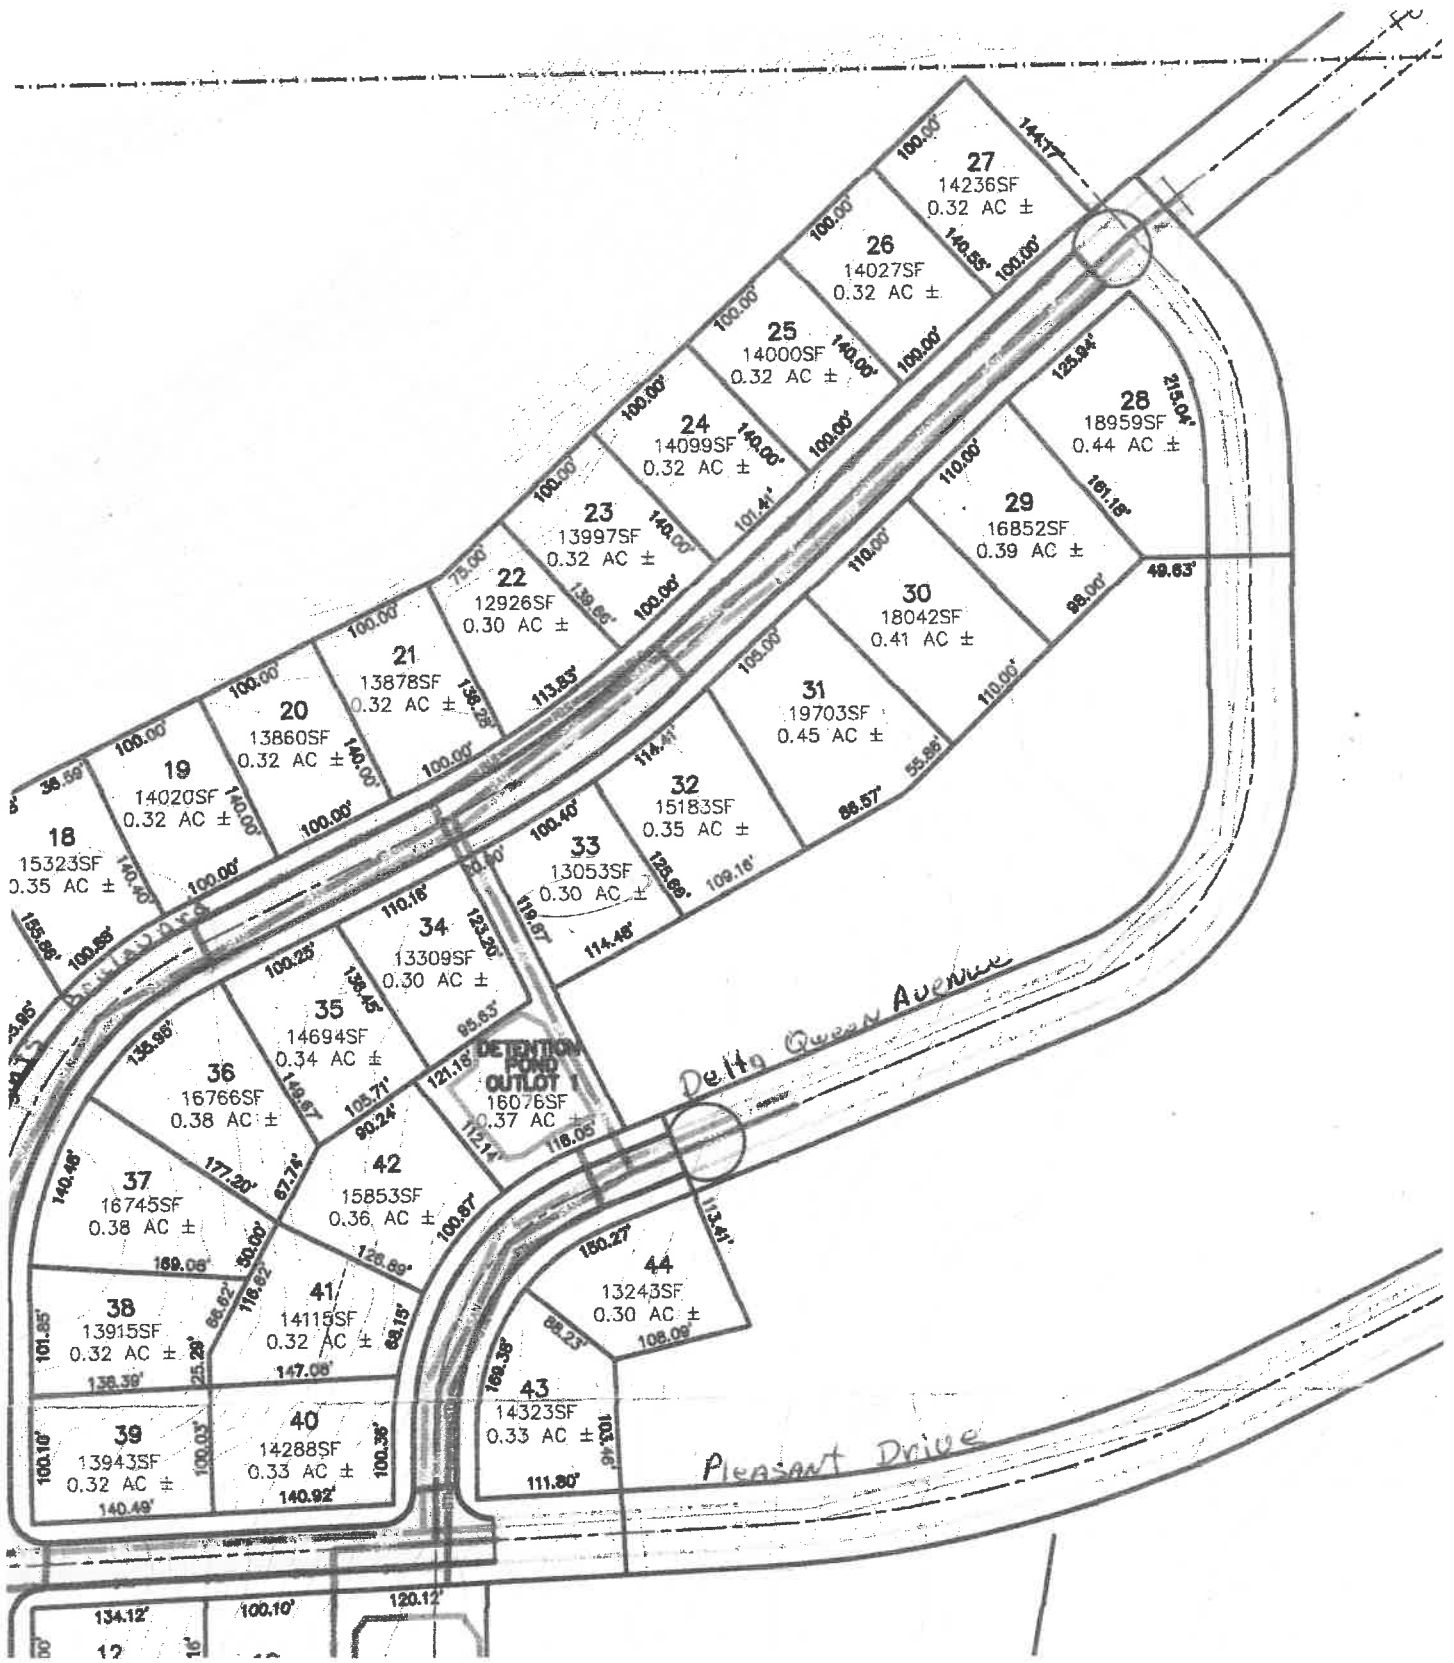 100.00'
144.17'
27
14236SF
0.32 AC ±
140.55'
100.00'
100.00'
26
14027SF
0.32 AC ±
140.00'
100.00'
100.00'
25
14000SF
0.32 AC ±
140.00'
100.00'
100.00'
24
14099SF
0.32 AC ±
140.00'
101.41'
100.00'
23
13997SF
0.32 AC ±
139.66'
100.00'
75.00'
22
12926SF
0.30 AC ±
138.28'
113.83'
100.00'
21
13878SF
0.32 AC ±
140.00'
100.00'
100.00'
20
13860SF
0.32 AC ±
140.00'
100.00'
100.00'
19
14020SF
0.32 AC ±
140.40'
100.00'
36.59'
18
15323SF
0.35 AC ±
155.86'
100.88'
125.94'
215.04'
28
18959SF
0.44 AC ±
161.18'
49.63'
110.00'
29
16852SF
0.39 AC ±
98.00'
110.00'
30
18042SF
0.41 AC ±
110.00'
105.00'
31
19703SF
0.45 AC ±
55.86'
86.57'
114.41'
32
15183SF
0.35 AC ±
125.69'
109.16'
100.40'
33
13053SF
0.30 AC ±
119.87'
114.48'
20.00'
110.18'
34
13309SF
0.30 AC ±
123.20'
95.63'
100.25'
138.45'
35
14694SF
0.34 AC ±
149.67'
105.71'
135.96'
36
16766SF
0.38 AC ±
177.20'
67.74'
140.46'
37
16745SF
0.38 AC ±
169.08'
50.00'
DETENTION
POND
OUTLOT 1
16076SF
0.37 AC ±
121.18'
112.14'
118.05'
Delta Queen Avenue
90.24'
42
15853SF
0.36 AC ±
100.87'
126.89'
116.62'
41
14115SF
0.32 AC ±
68.15'
147.08'
101.85'
38
13915SF
0.32 AC ±
66.62'
25.29'
136.39'
100.10'
39
13943SF
0.32 AC ±
100.03'
140.49'
40
14288SF
0.33 AC ±
100.36'
140.92'
150.27'
113.41'
44
13243SF
0.30 AC ±
108.09'
88.23'
169.38'
43
14323SF
0.33 AC ±
103.46'
111.80'
Pleasant Drive
134.12'
100.10'
120.12'
12